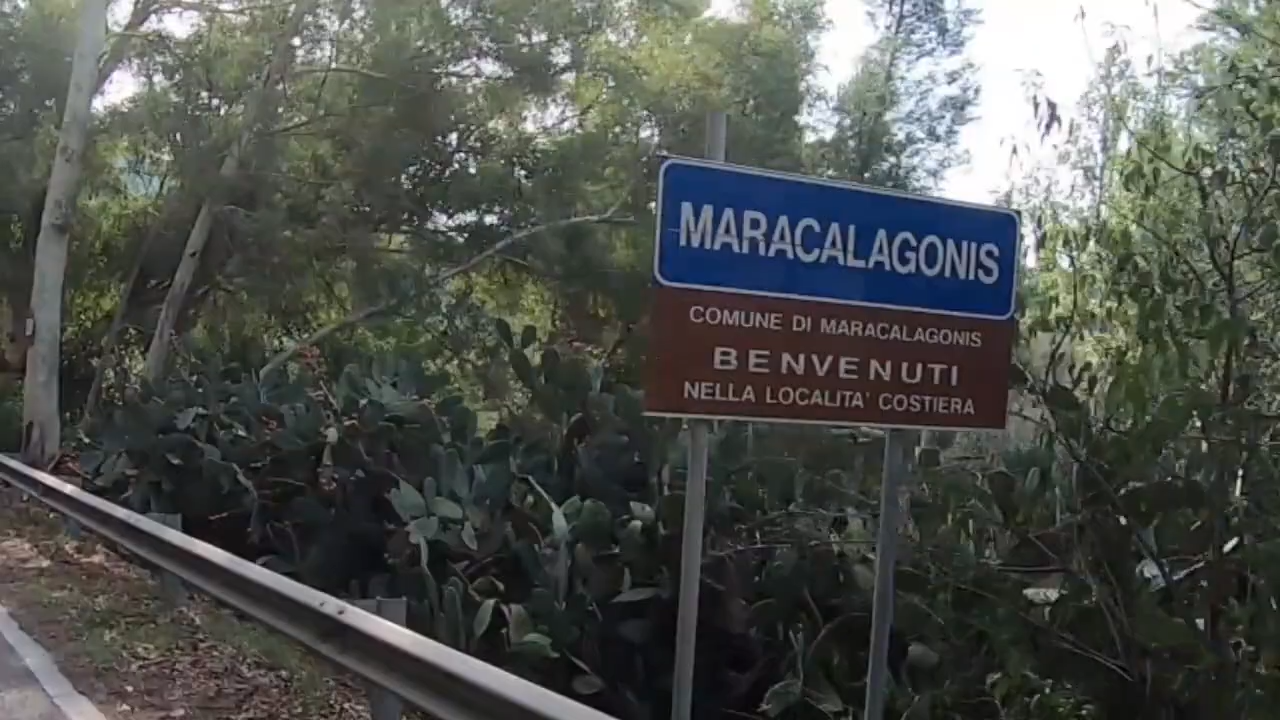 MARACALAGONIS
COMUNE DI MARACALAGONIS
BENVENUTI
NELLA LOCALITA' COSTIERA